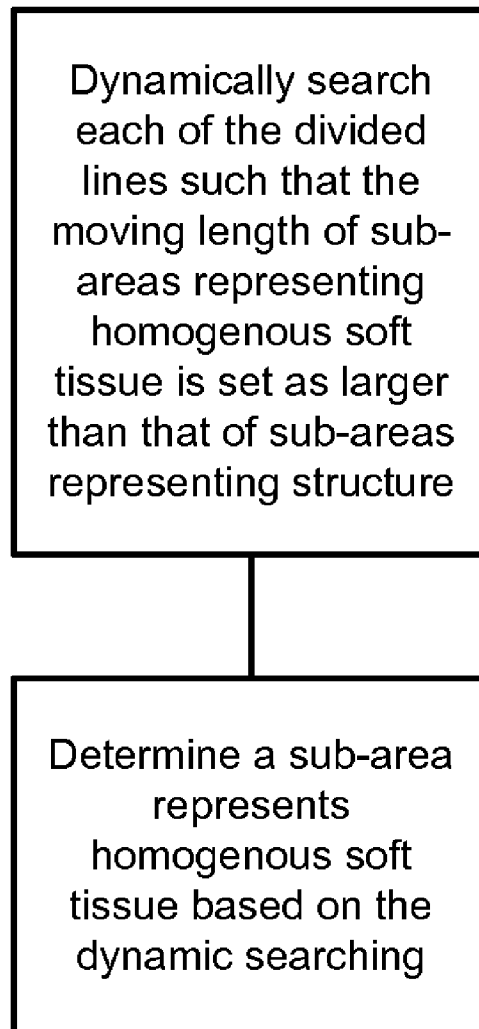 Dynamically search
each of the divided
lines such that the
moving length of sub-
areas representing
homogenous soft
tissue is set as larger
than that of sub-areas
representing structure
Determine a sub-area
represents
homogenous soft
tissue based on the
dynamic searching